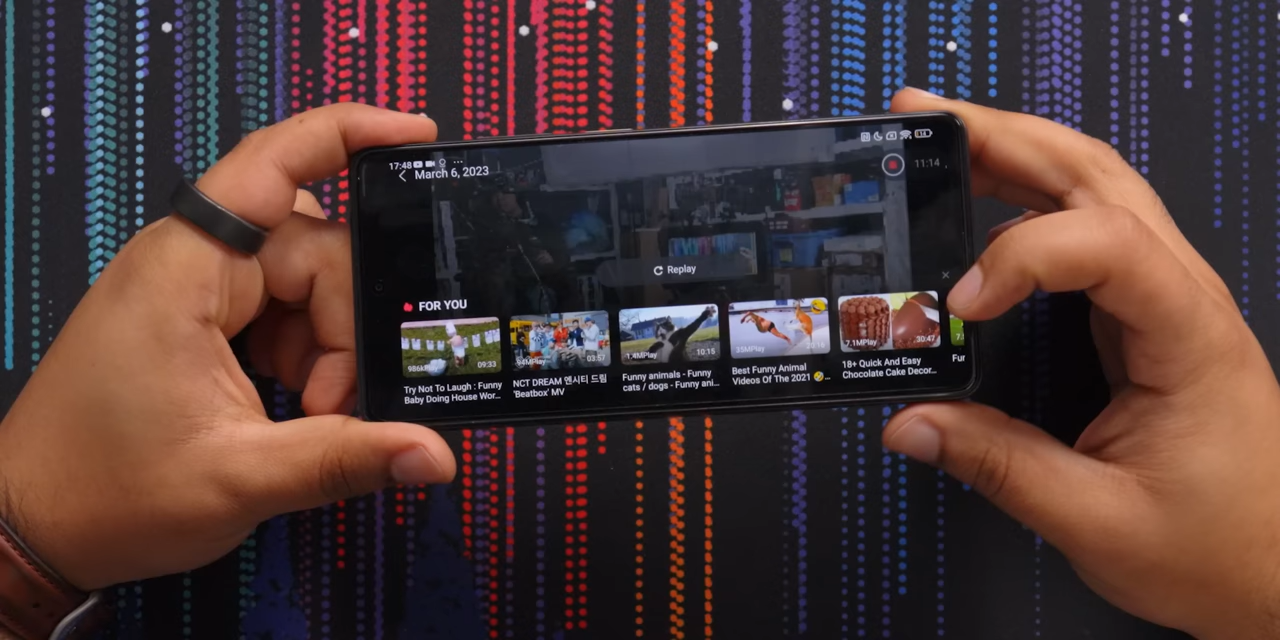 17:48
March 6, 2023
11:14
Replay
FOR YOU
09:33
Try Not To Laugh : Funny
Baby Doing House Wor...
03:57
NCT DREAM 엔시티 드림
'Beatbox' MV
1.4MPlay
10:15
Funny animals - Funny
cats / dogs - Funny ani...
35MPlay
Best Funny Animal
Videos Of The 2021 🤣...
7.1MPlay
30:47
18+ Quick And Easy
Chocolate Cake Decor...
Fur